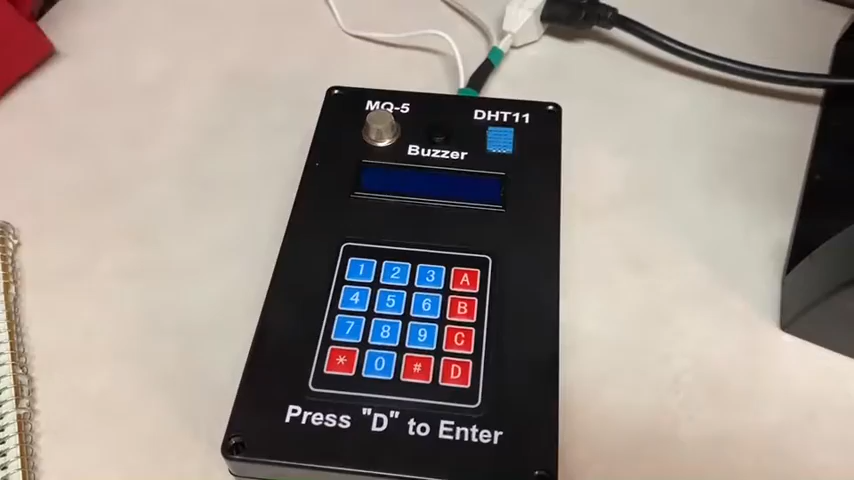 MQ-5
DHT11
Buzzer
1 2 3 A
4 5 6 B
7 8 9 C
* 0 # D
Press "D" to Enter